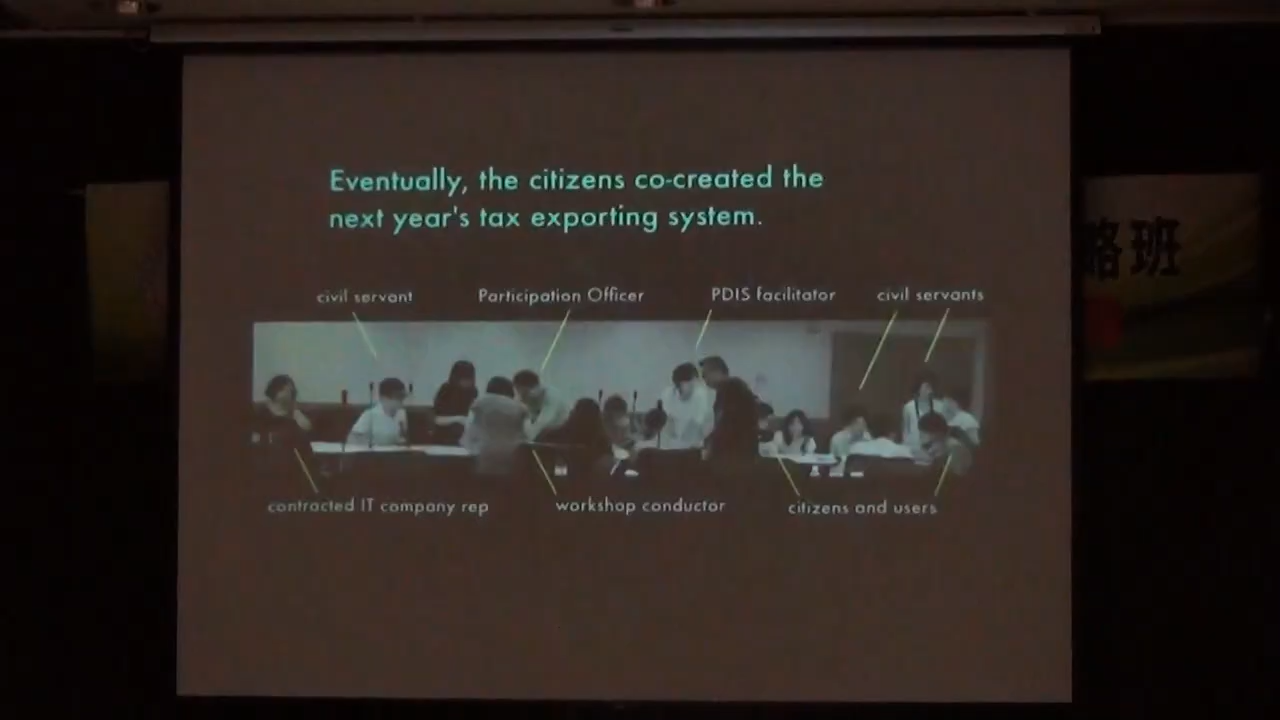 Eventually, the citizens co-created the
next year's tax exporting system.
civil servant
Participation Officer
PDIS facilitator
civil servants
contracted IT company rep
workshop conductor
citizens and users
略班